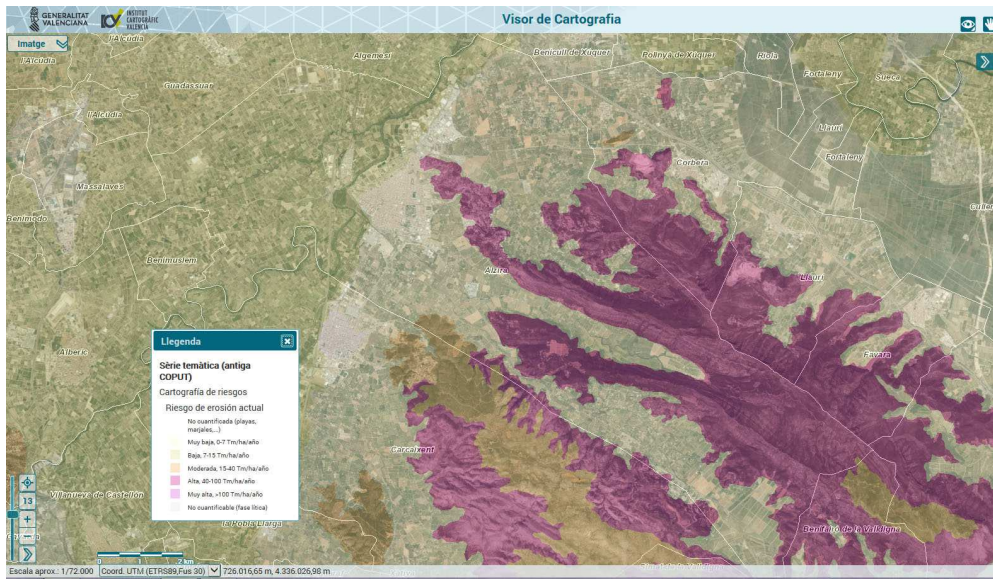 GENERALITAT
VALENCIANA
INSTITUT
CARTOGRÀFIC
VALENCIÀ
Visor de Cartografia
Imatge
l'Alcúdia
l'Alcúdia
Guadassuar
Algemesí
Benicull de Xúquer
Polinyà de Xúquer
Riola
Fortaleny
Sueca
l'Alcúdia
Llaurí
Fortaleny
Corbera
Massalavés
Benimodo
Culler
Benimuslem
Alzira
Llaurí
Favara
Alberic
Carcaixent
Villanueva de Castellón
la Pobla Llarga
Benifairó de la Valldigna
Llegenda
Sèrie temàtica (antiga
COPUT)
Cartografía de riesgos
Riesgo de erosión actual
No cuantificada (playas,
marjales,...)
Muy baja, 0-7 Tm/ha/año
Baja, 7-15 Tm/ha/año
Moderada, 15-40 Tm/ha/año
Alta, 40-100 Tm/ha/año
Muy alta, >100 Tm/ha/año
No cuantificable (fase lítica)
13
0 1 2 km
Escala aprox.: 1/72.000 Coord. UTM (ETRS89,Fus 30) 726.016,65 m, 4.336.026,98 m